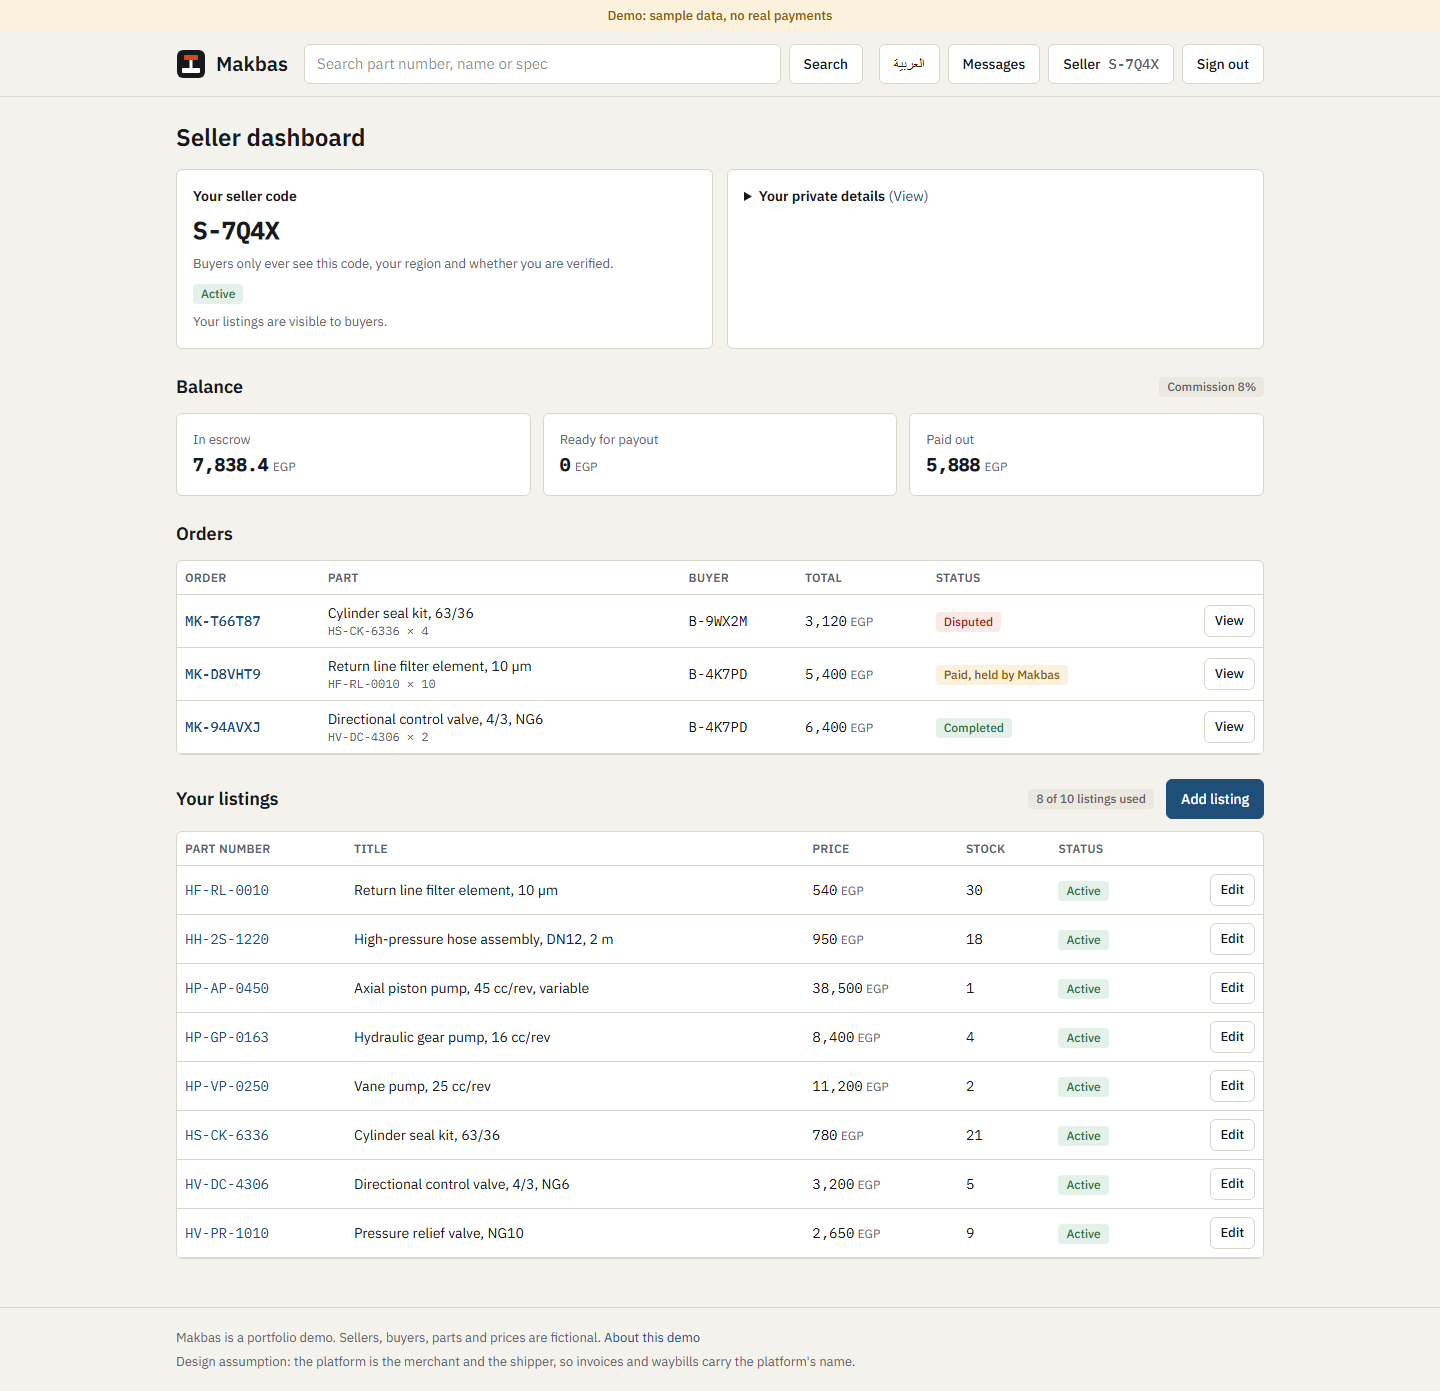 Demo: sample data, no real payments
Makbas
Search part number, name or spec
Search
العربية
Messages
Seller S-7Q4X
Sign out
Seller dashboard
Your seller code
S-7Q4X
Buyers only ever see this code, your region and whether you are verified.
Active
Your listings are visible to buyers.
Your private details (View)
Balance
Commission 8%
In escrow
7,838.4 EGP
Ready for payout
0 EGP
Paid out
5,888 EGP
Orders
ORDER PART BUYER TOTAL STATUS
MK-T66T87 Cylinder seal kit, 63/36 B-9WX2M 3,120 EGP Disputed View
HS-CK-6336 × 4
MK-D8VHT9 Return line filter element, 10 µm B-4K7PD 5,400 EGP Paid, held by Makbas View
HF-RL-0010 × 10
MK-94AVXJ Directional control valve, 4/3, NG6 B-4K7PD 6,400 EGP Completed View
HV-DC-4306 × 2
Your listings
8 of 10 listings used
Add listing
PART NUMBER TITLE PRICE STOCK STATUS
HF-RL-0010 Return line filter element, 10 µm 540 EGP 30 Active Edit
HH-2S-1220 High-pressure hose assembly, DN12, 2 m 950 EGP 18 Active Edit
HP-AP-0450 Axial piston pump, 45 cc/rev, variable 38,500 EGP 1 Active Edit
HP-GP-0163 Hydraulic gear pump, 16 cc/rev 8,400 EGP 4 Active Edit
HP-VP-0250 Vane pump, 25 cc/rev 11,200 EGP 2 Active Edit
HS-CK-6336 Cylinder seal kit, 63/36 780 EGP 21 Active Edit
HV-DC-4306 Directional control valve, 4/3, NG6 3,200 EGP 5 Active Edit
HV-PR-1010 Pressure relief valve, NG10 2,650 EGP 9 Active Edit
Makbas is a portfolio demo. Sellers, buyers, parts and prices are fictional. About this demo
Design assumption: the platform is the merchant and the shipper, so invoices and waybills carry the platform's name.